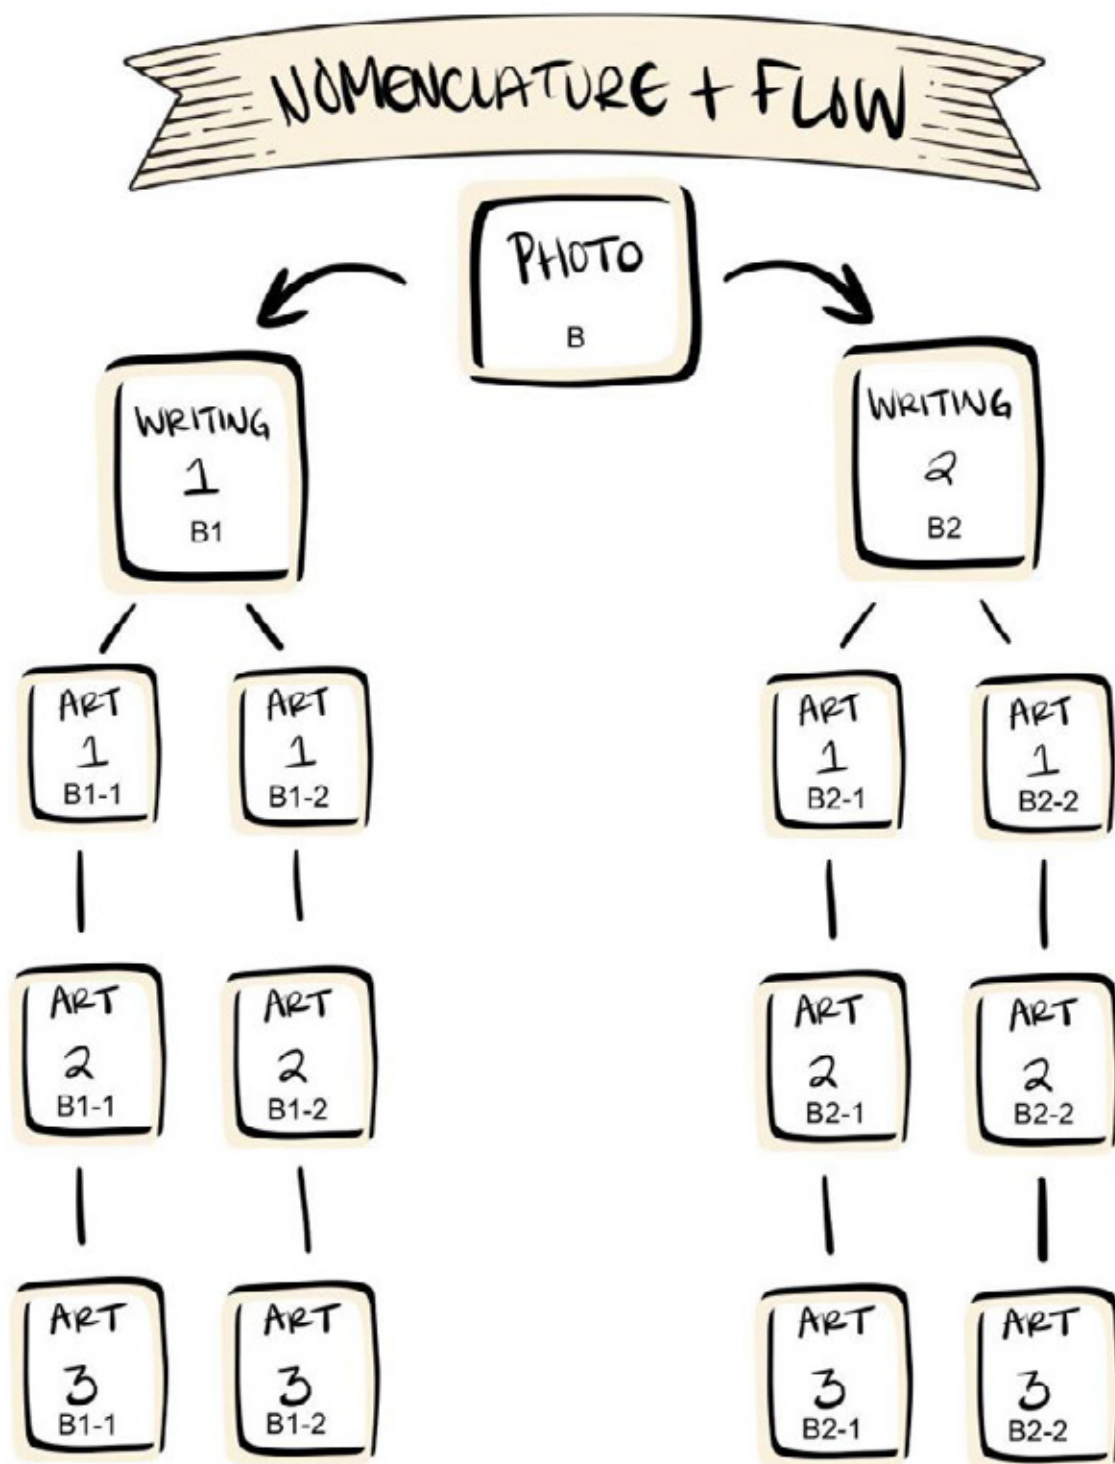 NOMENCLATURE + FLOW
PHOTO
B
WRITING
1
B1
WRITING
2
B2
ART
1
B1-1
ART
1
B1-2
ART
1
B2-1
ART
1
B2-2
ART
2
B1-1
ART
2
B1-2
ART
2
B2-1
ART
2
B2-2
ART
3
B1-1
ART
3
B1-2
ART
3
B2-1
ART
3
B2-2